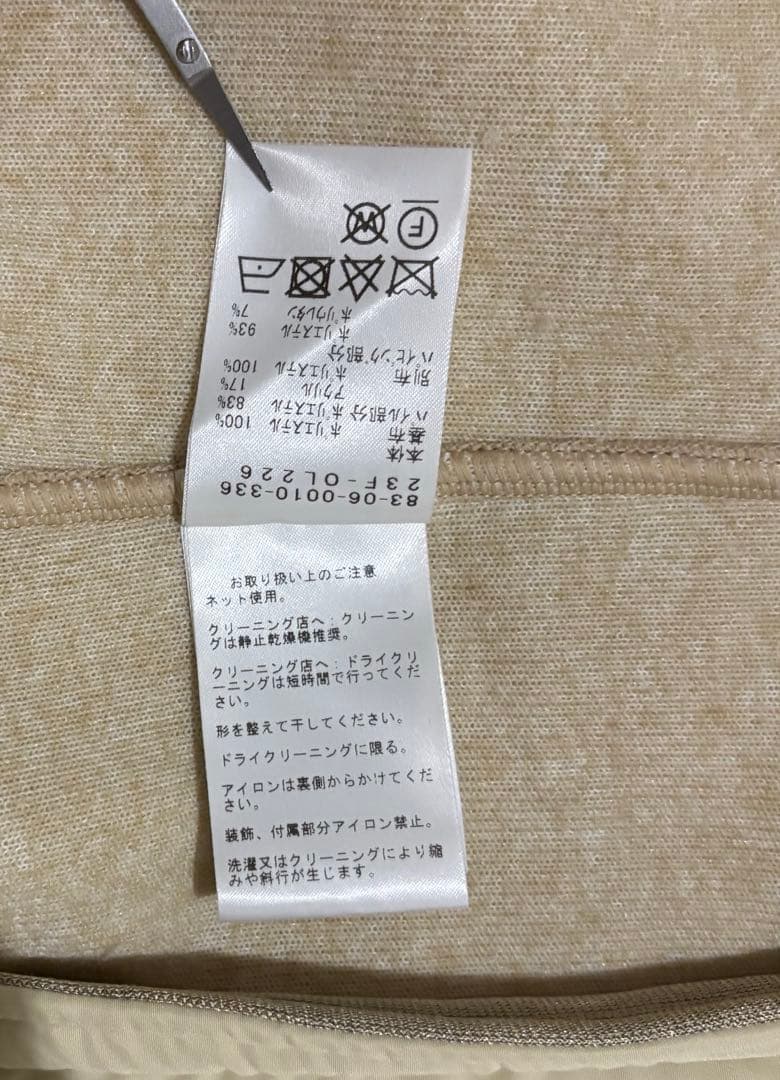 83-06-0010-336
23F-OL226
本体
基布 ポリエステル 100%
パイル部分 ポリエステル 83%
アクリル 17%
別布 ポリエステル 100%
パイピング部分
ポリエステル 93%
ポリウレタン 7%
F W
お取り扱い上のご注意
ネット使用。
クリーニング店へ：クリーニン
グは静止乾燥機推奨。
クリーニング店へ：ドライクリ
ーニングは短時間で行ってくだ
さい。
形を整えて干してください。
ドライクリーニングに限る。
アイロンは裏側からかけてくだ
さい。
装飾、付属部分アイロン禁止。
洗濯又はクリーニングにより縮
みや斜行が生じます。